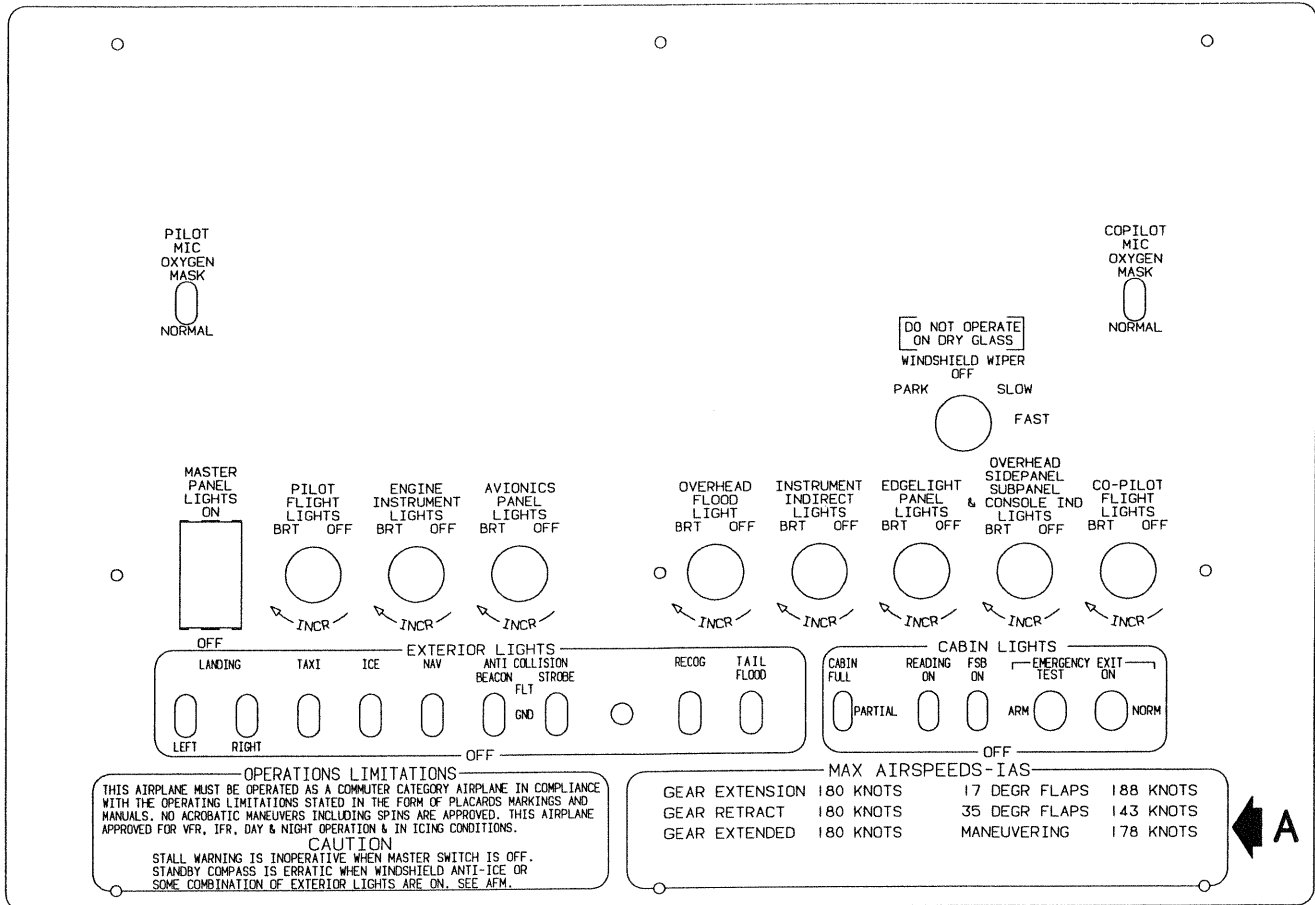 PILOT
MIC
OXYGEN
MASK
NORMAL
COPILOT
MIC
OXYGEN
MASK
NORMAL
DO NOT OPERATE
ON DRY GLASS
WINDSHIELD WIPER
OFF
PARK SLOW
FAST
MASTER
PANEL
LIGHTS
ON
OFF
PILOT
FLIGHT
LIGHTS
BRT OFF
INCR
ENGINE
INSTRUMENT
LIGHTS
BRT OFF
INCR
AVIONICS
PANEL
LIGHTS
BRT OFF
INCR
OVERHEAD
FLOOD
LIGHT
BRT OFF
INCR
INSTRUMENT
INDIRECT
LIGHTS
BRT OFF
INCR
EDGELIGHT
PANEL
LIGHTS
BRT OFF
INCR
OVERHEAD
SIDEPANEL
SUBPANEL
& CONSOLE IND
LIGHTS
BRT OFF
INCR
CO-PILOT
FLIGHT
LIGHTS
BRT OFF
INCR
EXTERIOR LIGHTS
LANDING
LEFT RIGHT
TAXI
ICE
NAV
ANTI COLLISION
BEACON STROBE
FLT
GND
RECOG
TAIL
FLOOD
OFF
CABIN LIGHTS
CABIN
FULL
PARTIAL
READING
ON
FSB
ON
EMERGENCY EXIT
TEST ON
ARM NORM
OFF
OPERATIONS LIMITATIONS
THIS AIRPLANE MUST BE OPERATED AS A COMMUTER CATEGORY AIRPLANE IN COMPLIANCE
WITH THE OPERATING LIMITATIONS STATED IN THE FORM OF PLACARDS MARKINGS AND
MANUALS. NO ACROBATIC MANEUVERS INCLUDING SPINS ARE APPROVED. THIS AIRPLANE
APPROVED FOR VFR, IFR, DAY & NIGHT OPERATION & IN ICING CONDITIONS.
CAUTION
STALL WARNING IS INOPERATIVE WHEN MASTER SWITCH IS OFF.
STANDBY COMPASS IS ERRATIC WHEN WINDSHIELD ANTI-ICE OR
SOME COMBINATION OF EXTERIOR LIGHTS ARE ON. SEE AFM.
MAX AIRSPEEDS-IAS
GEAR EXTENSION 180 KNOTS 17 DEGR FLAPS 188 KNOTS
GEAR RETRACT 180 KNOTS 35 DEGR FLAPS 143 KNOTS
GEAR EXTENDED 180 KNOTS MANEUVERING 178 KNOTS
A